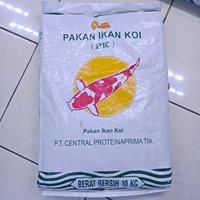 PAKAN IKAN KOI
(PK)
Pakan Ikan Koi
P.T. CENTRAL PROTEINAPRIMA Tbk.
BERAT BERSIH 10 KG